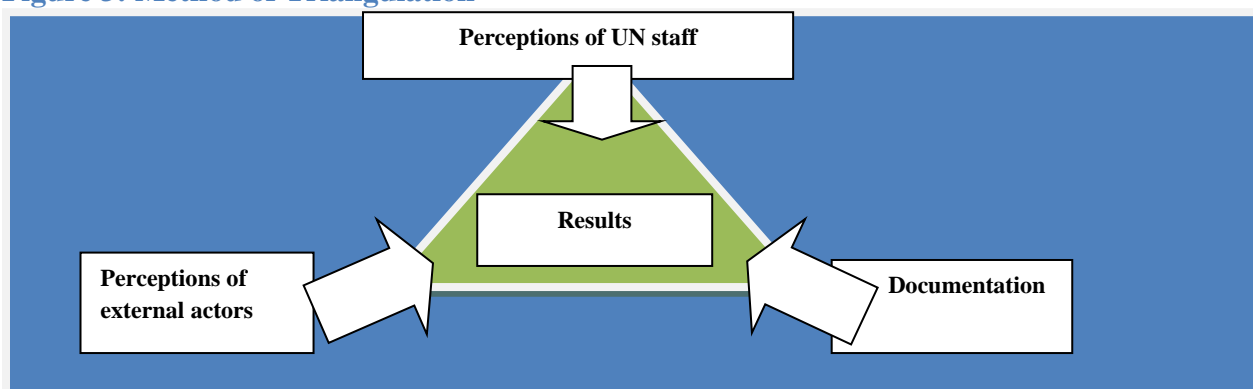 Perceptions of UN staff
Results
Perceptions of
external actors
Documentation